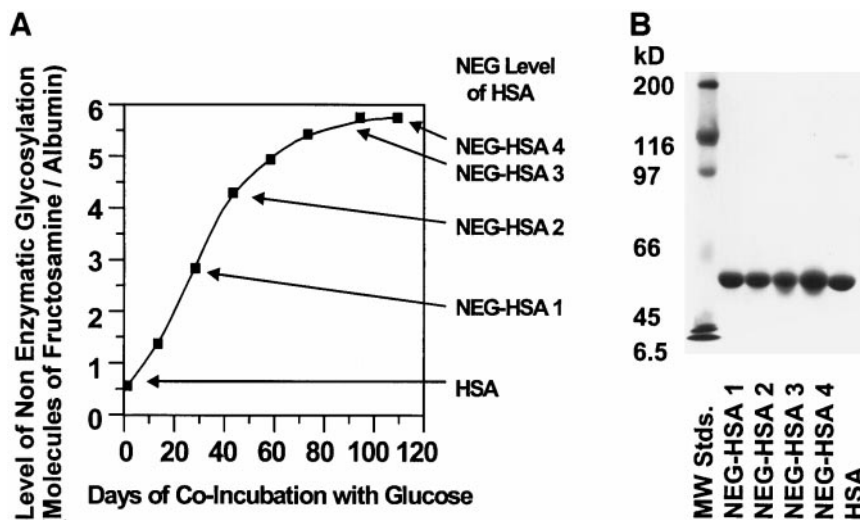 A
Level of Non Enzymatic Glycosylation
(Molecules of Fructosamine / Albumin)
6
5
4
3
2
1
0
0 20 40 60 80 100 120
Days of Co-Incubation with Glucose
NEG Level
of HSA
NEG-HSA 4
NEG-HSA 3
NEG-HSA 2
NEG-HSA 1
HSA
B
kD
200
116
97
66
45
6.5
MW Stds.
NEG-HSA 1
NEG-HSA 2
NEG-HSA 3
NEG-HSA 4
HSA